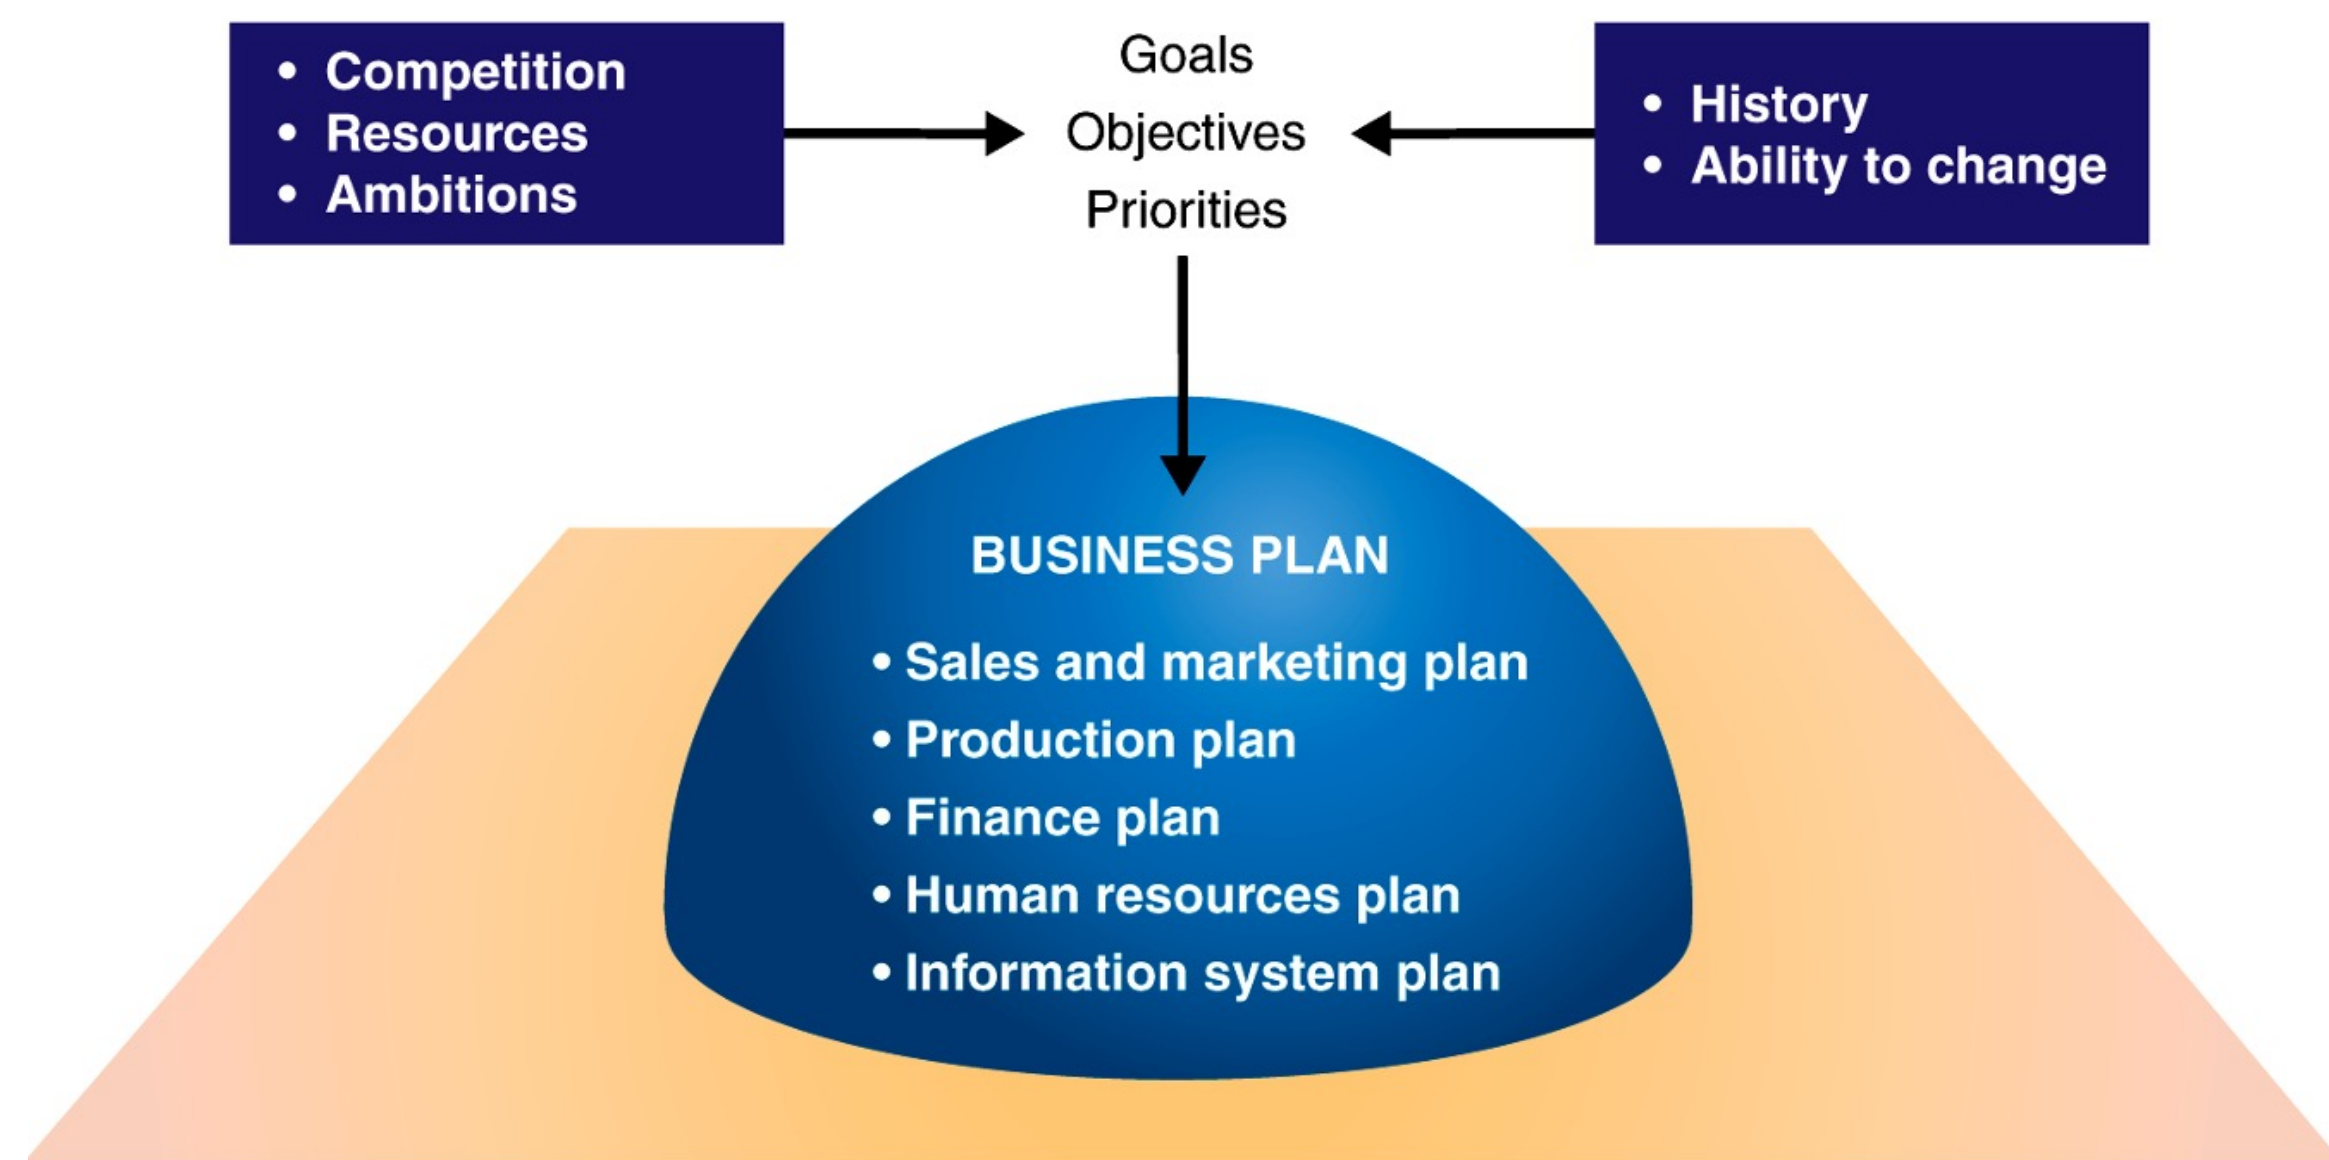 • Competition
• Resources
• Ambitions
Goals
Objectives
Priorities
• History
• Ability to change
BUSINESS PLAN
• Sales and marketing plan
• Production plan
• Finance plan
• Human resources plan
• Information system plan